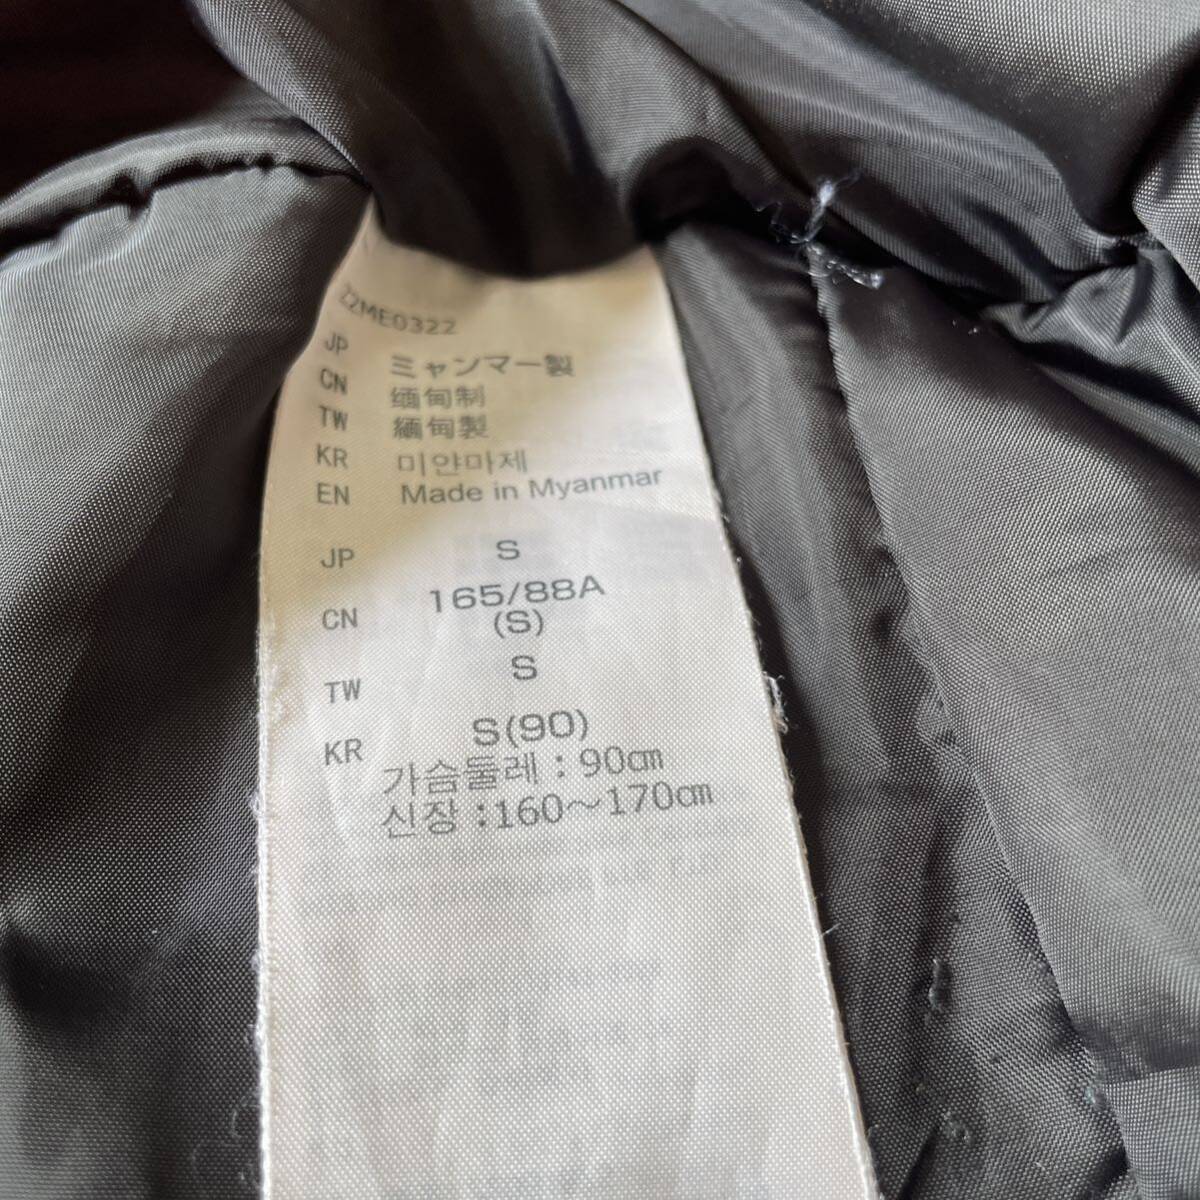 22ME0322
JP ミャンマー製
CN 缅甸制
TW 緬甸製
KR 미얀마제
EN Made in Myanmar
JP S
CN 165/88A
(S)
TW S
KR S(90)
가슴둘레 : 90㎝
신장 : 160～170㎝